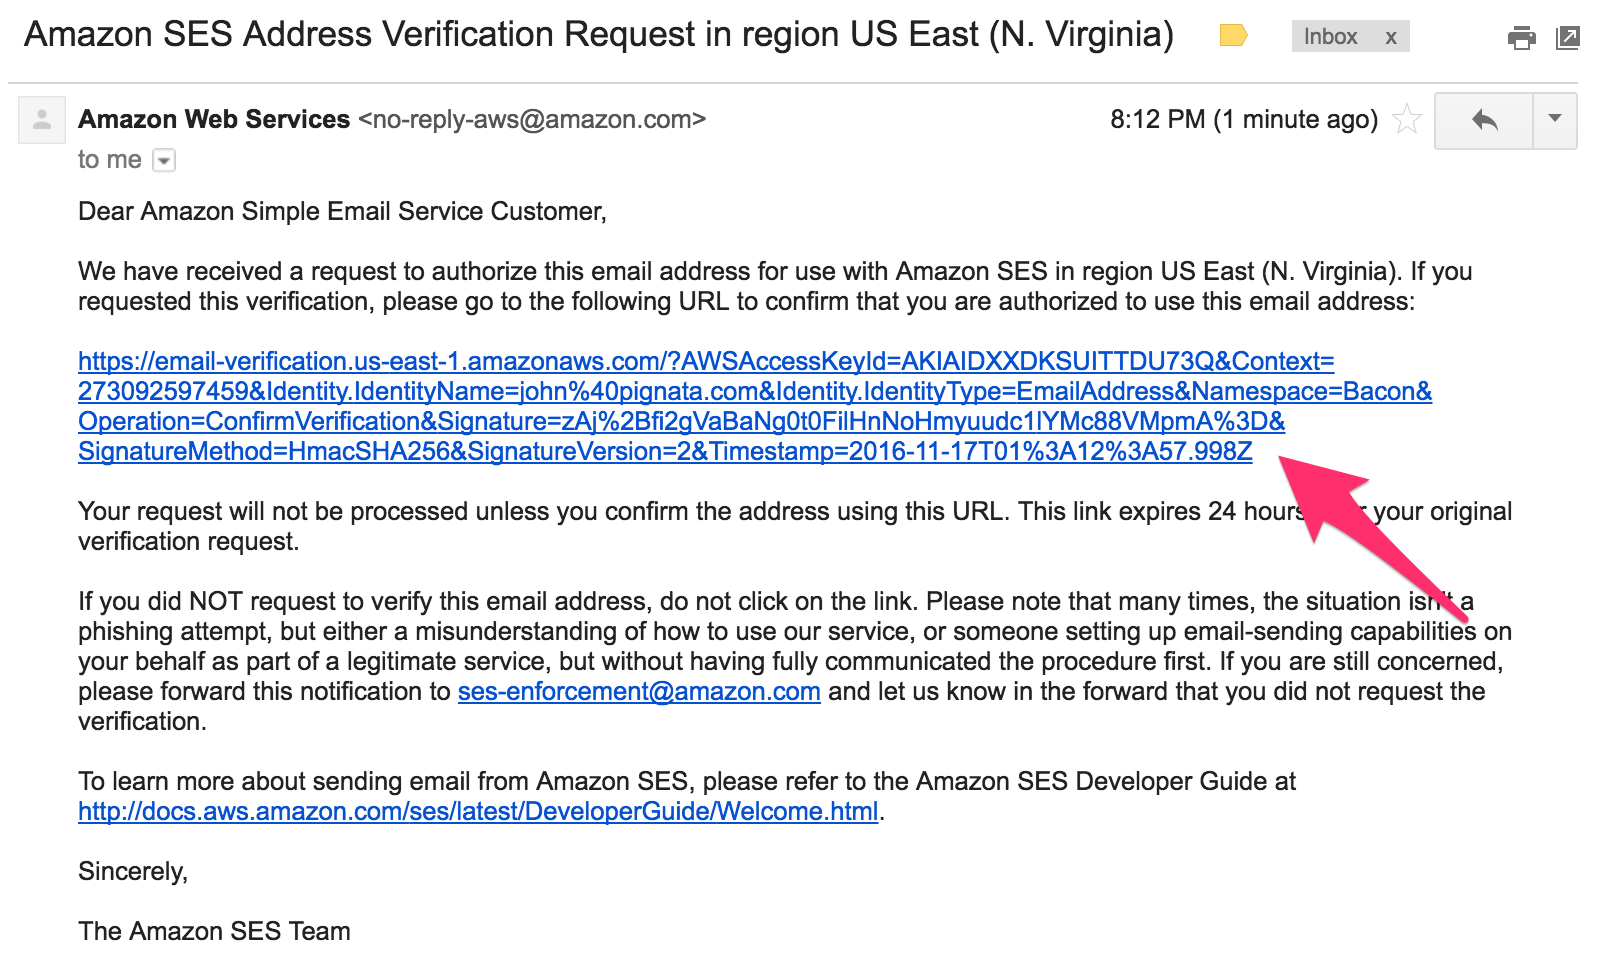 Amazon SES Address Verification Request in region US East (N. Virginia)
Inbox x
Amazon Web Services <no-reply-aws@amazon.com>
8:12 PM (1 minute ago)
to me
Dear Amazon Simple Email Service Customer,
We have received a request to authorize this email address for use with Amazon SES in region US East (N. Virginia). If you
requested this verification, please go to the following URL to confirm that you are authorized to use this email address:
https://email-verification.us-east-1.amazonaws.com/?AWSAccessKeyId=AKIAIDXXDKSUITTDU73Q&Context=
273092597459&Identity.IdentityName=john%40pignata.com&Identity.IdentityType=EmailAddress&Namespace=Bacon&
Operation=ConfirmVerification&Signature=zAj%2Bfi2gVaBaNg0t0FilHnNoHmyuudc1lYMc88VMpmA%3D&
SignatureMethod=HmacSHA256&SignatureVersion=2&Timestamp=2016-11-17T01%3A12%3A57.998Z
Your request will not be processed unless you confirm the address using this URL. This link expires 24 hours your original
verification request.
If you did NOT request to verify this email address, do not click on the link. Please note that many times, the situation isn't a
phishing attempt, but either a misunderstanding of how to use our service, or someone setting up email-sending capabilities on
your behalf as part of a legitimate service, but without having fully communicated the procedure first. If you are still concerned,
please forward this notification to ses-enforcement@amazon.com and let us know in the forward that you did not request the
verification.
To learn more about sending email from Amazon SES, please refer to the Amazon SES Developer Guide at
http://docs.aws.amazon.com/ses/latest/DeveloperGuide/Welcome.html.
Sincerely,
The Amazon SES Team